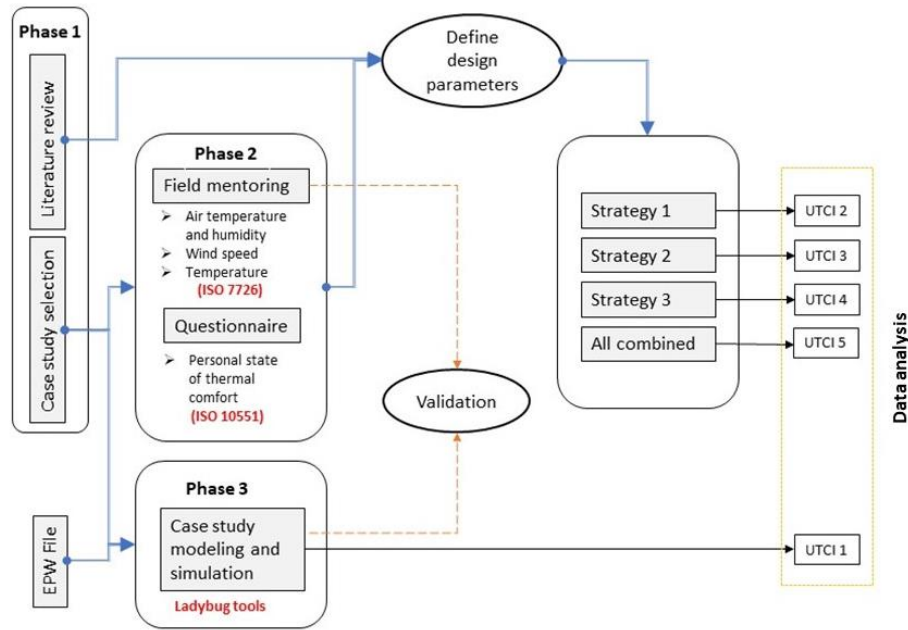 Phase 1
Literature review
Case study selection
EPW File
Phase 2
Field mentoring
➢ Air temperature
and humidity
➢ Wind speed
➢ Temperature
(ISO 7726)
Questionnaire
➢ Personal state
of thermal
comfort
(ISO 10551)
Phase 3
Case study
modeling and
simulation
Ladybug tools
Define
design
parameters
Validation
Strategy 1
Strategy 2
Strategy 3
All combined
UTCI 2
UTCI 3
UTCI 4
UTCI 5
UTCI 1
Data analysis